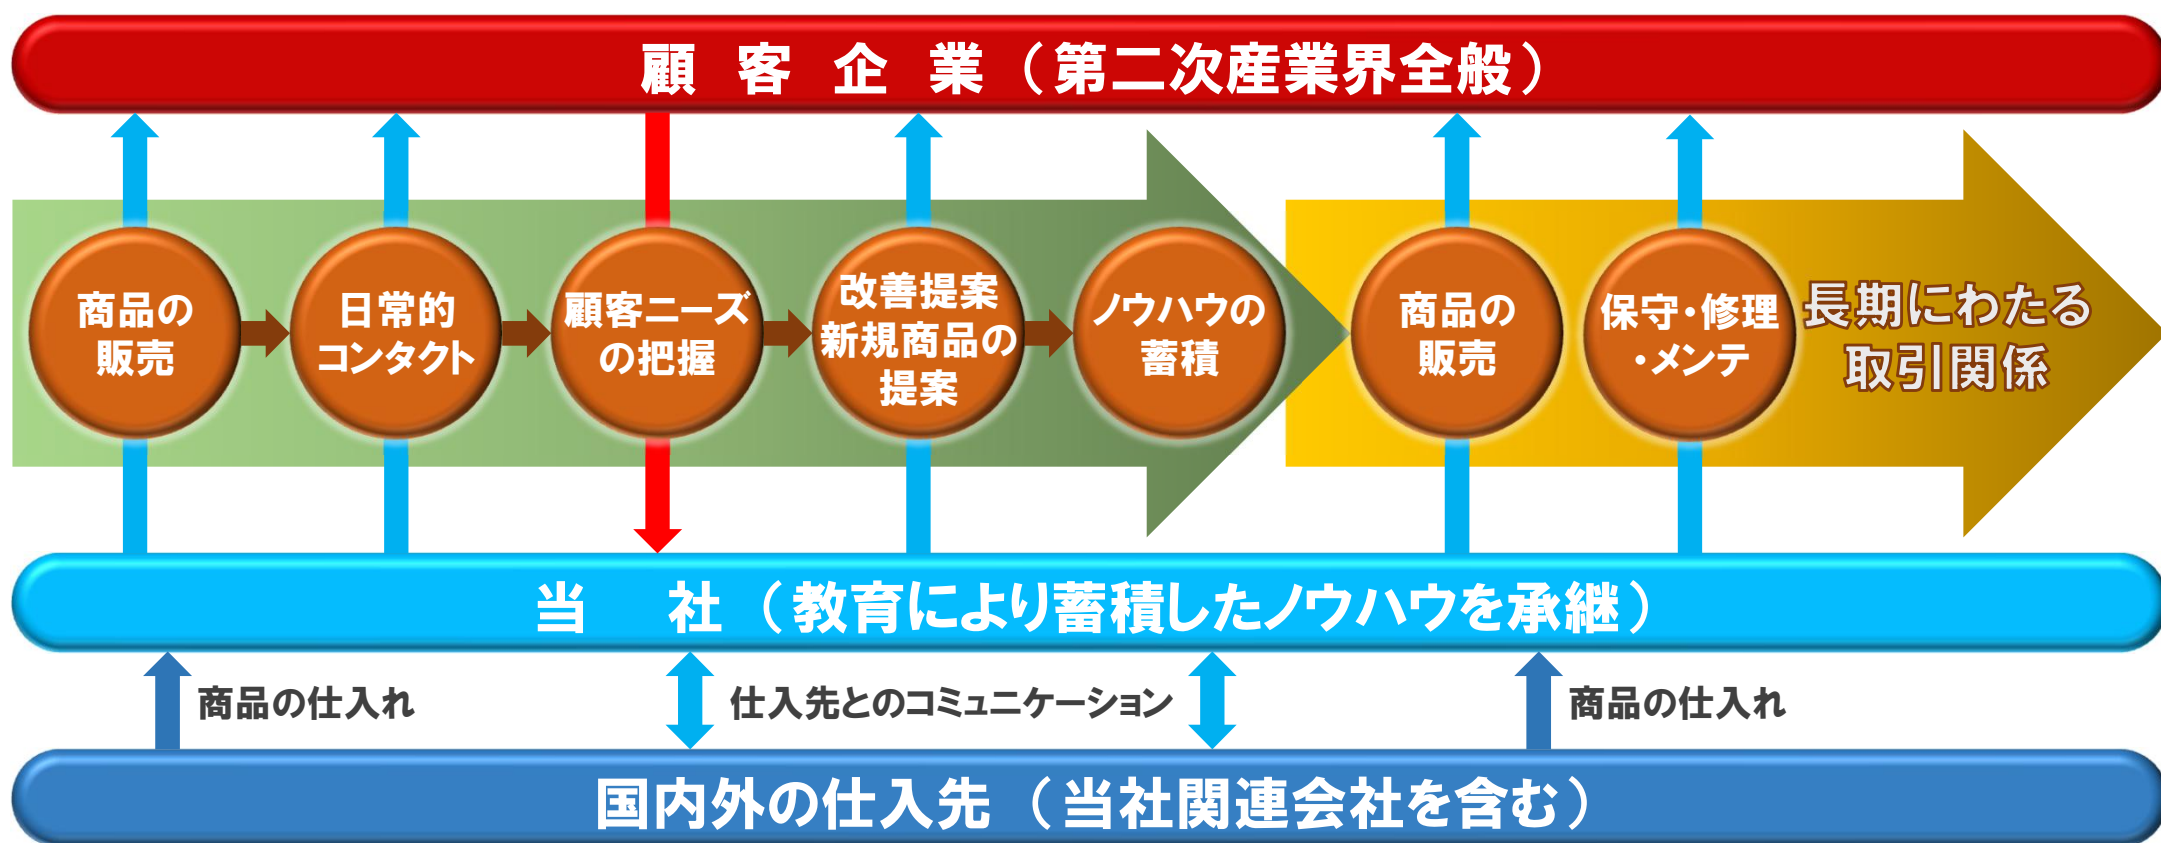 顧 客 企 業（第二次産業界全般）
商品の
販売
日常的
コンタクト
顧客ニーズ
の把握
改善提案
新規商品の
提案
ノウハウの
蓄積
商品の
販売
保守・修理
・メンテ
長期にわたる
取引関係
当 社（教育により蓄積したノウハウを承継）
商品の仕入れ
仕入先とのコミュニケーション
商品の仕入れ
国内外の仕入先（当社関連会社を含む）